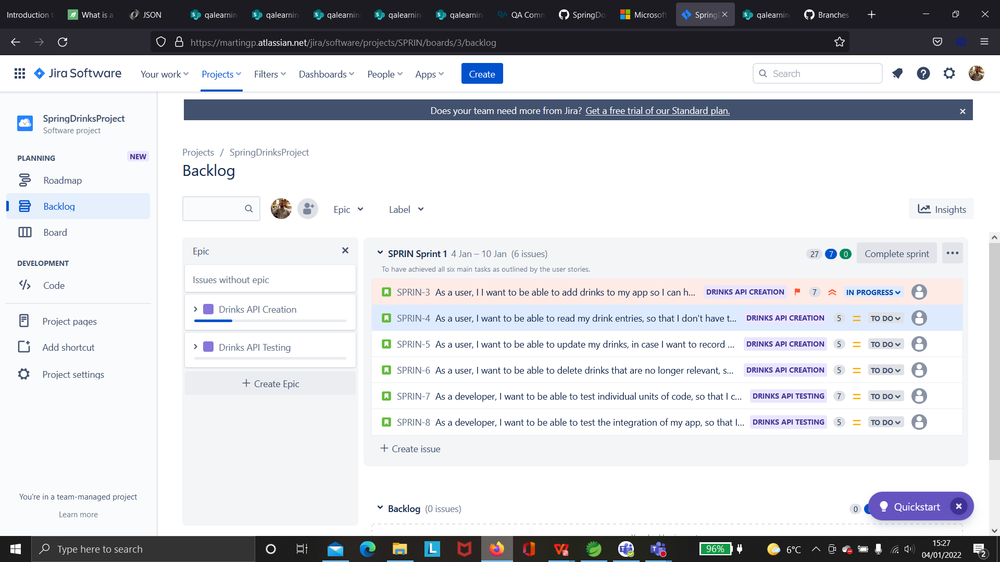 Introduction t
What is a
JSON
qalearnin
qalearnin
qalearnin
qalearnin
qalearnin
QA Comm
SpringDo
Microsoft
SpringD
qalearnin
Branches
https://martingp.atlassian.net/jira/software/projects/SPRIN/boards/3/backlog
Jira Software
Your work
Projects
Filters
Dashboards
People
Apps
Create
Search
Does your team need more from Jira? Get a free trial of our Standard plan.
SpringDrinksProject
Software project
PLANNING
NEW
Roadmap
Backlog
Board
DEVELOPMENT
Code
Project pages
Add shortcut
Project settings
You're in a team-managed project
Learn more
Projects / SpringDrinksProject
Backlog
Epic
Label
Insights
Epic
Issues without epic
Drinks API Creation
Drinks API Testing
+ Create Epic
SPRIN Sprint 1 4 Jan – 10 Jan (6 issues)
27 7 0
Complete sprint
To have achieved all six main tasks as outlined by the user stories.
SPRIN-3 As a user, I I want to be able to add drinks to my app so I can h... DRINKS API CREATION 7 IN PROGRESS
SPRIN-4 As a user, I want to be able to read my drink entries, so that I don't have t... DRINKS API CREATION 5 TO DO
SPRIN-5 As a user, I want to be able to update my drinks, in case I want to record ... DRINKS API CREATION 5 TO DO
SPRIN-6 As a user, I want to be able to delete drinks that are no longer relevant, s... DRINKS API CREATION 5 TO DO
SPRIN-7 As a developer, I want to be able to test individual units of code, so that I c... DRINKS API TESTING 7 TO DO
SPRIN-8 As a developer, I want to be able to test the integration of my app, so that I... DRINKS API TESTING 5 TO DO
+ Create issue
Backlog (0 issues)
0
Quickstart
Type here to search
96%
6°C
15:27
04/01/2022
2